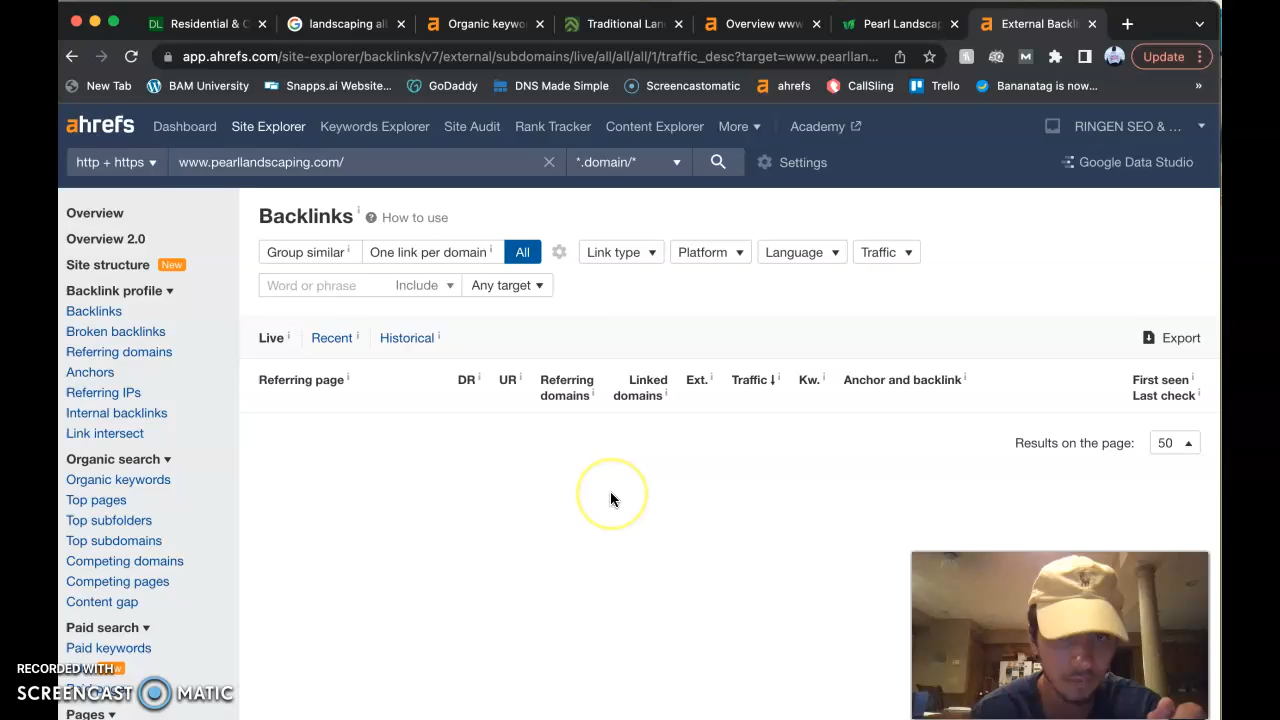 Residential & C
landscaping all
Organic keywo
Traditional Lan
Overview www
Pearl Landscap
External Backli
app.ahrefs.com/site-explorer/backlinks/v7/external/subdomains/live/all/all/all/1/traffic_desc?target=www.pearllan...
Update
New Tab
BAM University
Snapps.ai Website...
GoDaddy
DNS Made Simple
Screencastomatic
ahrefs
CallSling
Trello
Bananatag is now...
»
ahrefs
Dashboard
Site Explorer
Keywords Explorer
Site Audit
Rank Tracker
Content Explorer
More
Academy
RINGEN SEO & ...
http + https
www.pearllandscaping.com/
*.domain/*
Settings
Google Data Studio
Overview
Overview 2.0
Site structure New
Backlink profile
Backlinks
Broken backlinks
Referring domains
Anchors
Referring IPs
Internal backlinks
Link intersect
Organic search
Organic keywords
Top pages
Top subfolders
Top subdomains
Competing domains
Competing pages
Content gap
Paid search
Paid keywords
Pages
Backlinks
How to use
Group similar
One link per domain
All
Link type
Platform
Language
Traffic
Word or phrase
Include
Any target
Live
Recent
Historical
Export
Referring page
DR
UR
Referring domains
Linked domains
Ext.
Traffic
Kw.
Anchor and backlink
First seen
Last check
Results on the page:
50
RECORDED WITH
SCREENCAST MATIC